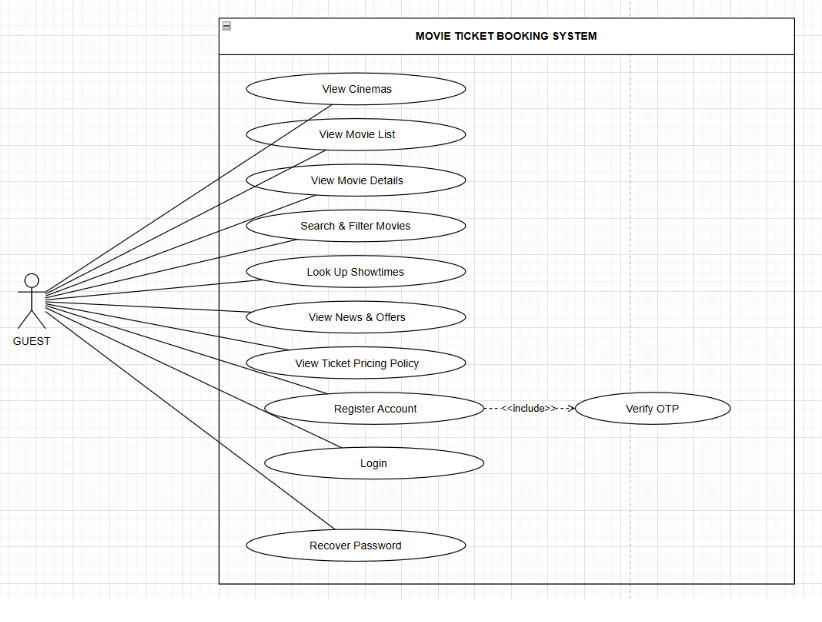 MOVIE TICKET BOOKING SYSTEM
View Cinemas
View Movie List
View Movie Details
Search & Filter Movies
Look Up Showtimes
View News & Offers
GUEST
View Ticket Pricing Policy
Register Account
<<include>>
Verify OTP
Login
Recover Password